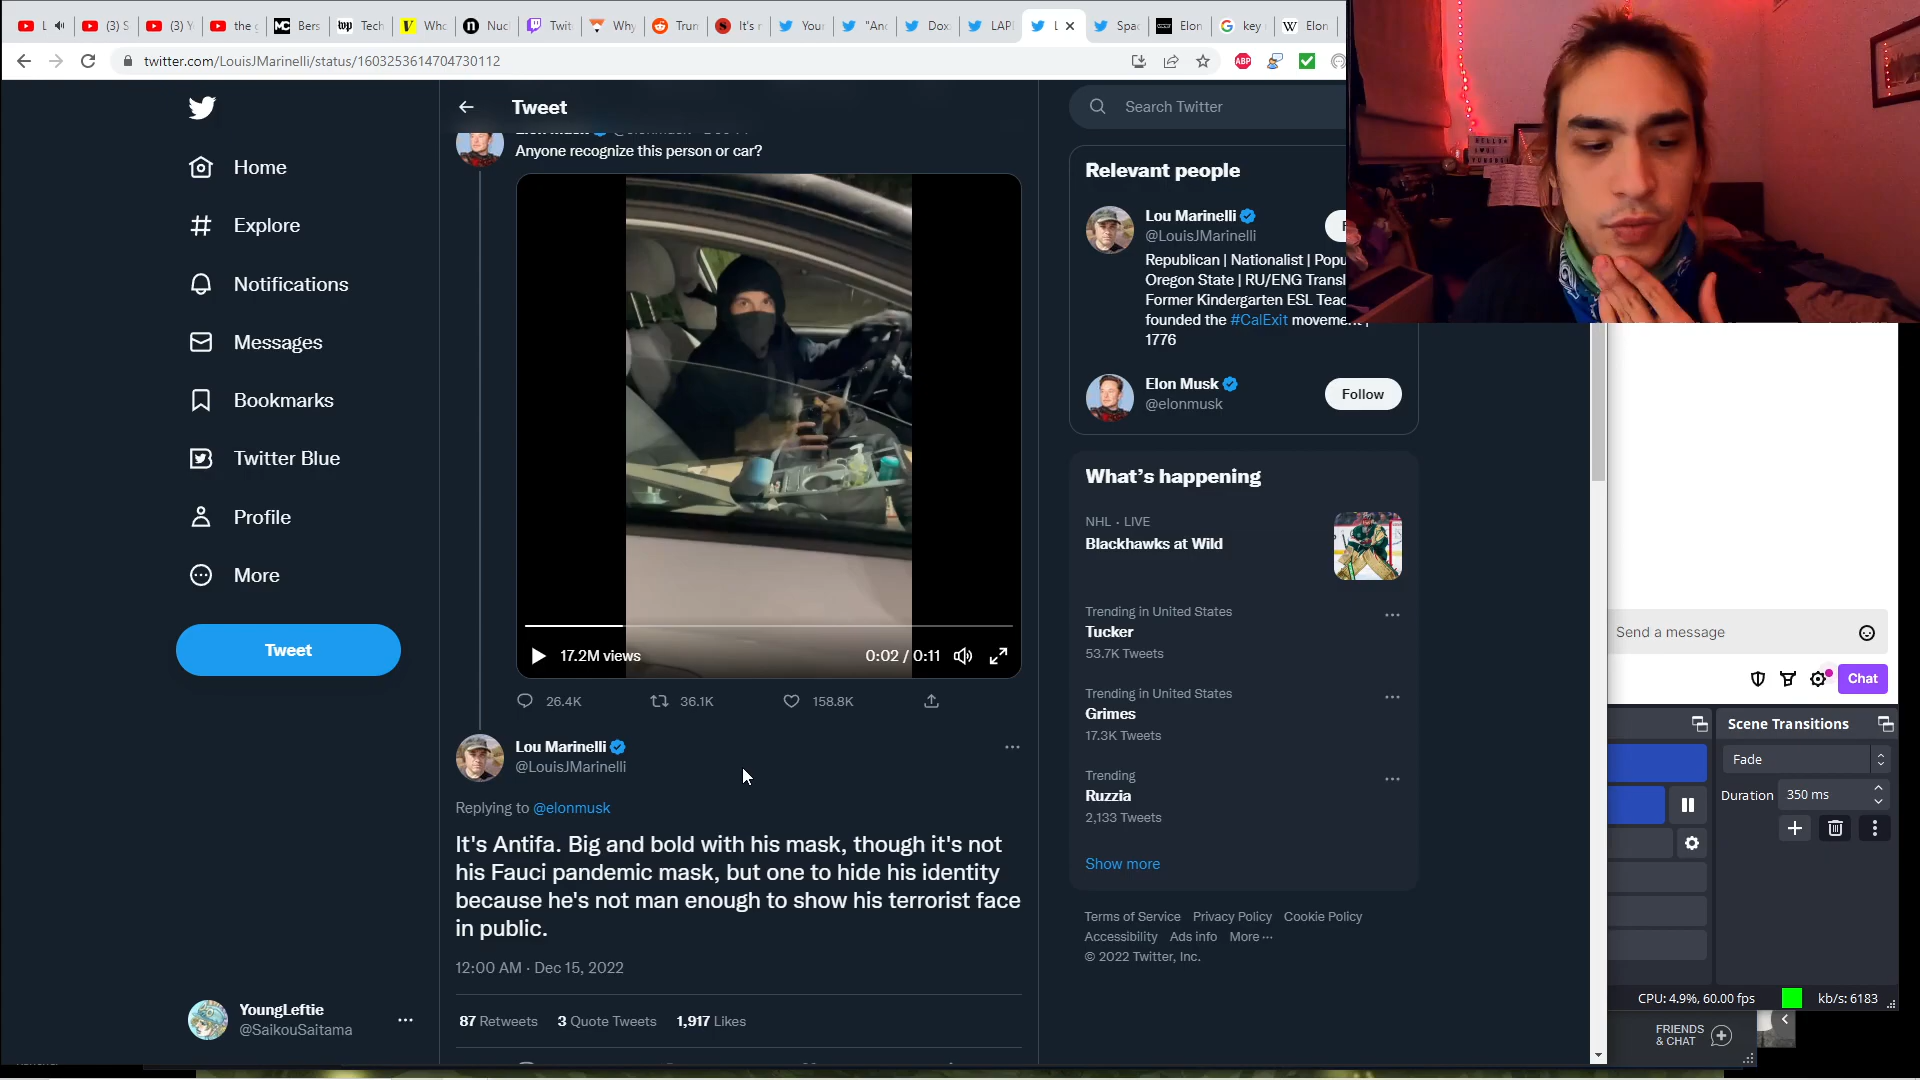 L
(3) S
(3) Y
the
Bers
Tech
Who
Nucl
Twit
Why
Trum
It's r
Your
"And
Dox
LAPD
L
Spac
Elon
key
Elon
twitter.com/LouisJMarinelli/status/1603253614704730112
ABP
Home
Explore
Notifications
Messages
Bookmarks
Twitter Blue
Profile
More
Tweet
YoungLeftie
@SaikouSaitama
Tweet
Anyone recognize this person or car?
17.2M views
0:02 / 0:11
26.4K
36.1K
158.8K
Lou Marinelli
@LouisJMarinelli
Replying to @elonmusk
It's Antifa. Big and bold with his mask, though it's not
his Fauci pandemic mask, but one to hide his identity
because he's not man enough to show his terrorist face
in public.
12:00 AM · Dec 15, 2022
87 Retweets 3 Quote Tweets 1,917 Likes
Search Twitter
Relevant people
Lou Marinelli
@LouisJMarinelli
Republican | Nationalist | Popu
Oregon State | RU/ENG Transl
Former Kindergarten ESL Teac
founded the #CalExit movement |
1776
Elon Musk
@elonmusk
Follow
What's happening
NHL · LIVE
Blackhawks at Wild
Trending in United States
Tucker
53.7K Tweets
Trending in United States
Grimes
17.3K Tweets
Trending
Ruzzia
2,133 Tweets
Show more
Terms of Service Privacy Policy Cookie Policy
Accessibility Ads info More ···
© 2022 Twitter, Inc.
Send a message
Chat
Scene Transitions
Fade
Duration 350 ms
CPU: 4.9%, 60.00 fps
kb/s: 6183
FRIENDS
& CHAT